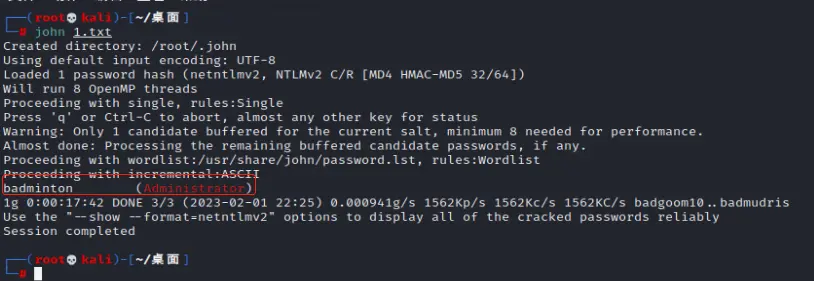 ┌──(root💀kali)-[~/桌面]
└─# john 1.txt
Created directory: /root/.john
Using default input encoding: UTF-8
Loaded 1 password hash (netntlmv2, NTLMv2 C/R [MD4 HMAC-MD5 32/64])
Will run 8 OpenMP threads
Proceeding with single, rules:Single
Press 'q' or Ctrl-C to abort, almost any other key for status
Warning: Only 1 candidate buffered for the current salt, minimum 8 needed for performance.
Almost done: Processing the remaining buffered candidate passwords, if any.
Proceeding with wordlist:/usr/share/john/password.lst, rules:Wordlist
Proceeding with incremental:ASCII
badminton        (Administrator)
1g 0:00:17:42 DONE 3/3 (2023-02-01 22:25) 0.000941g/s 1562Kp/s 1562Kc/s 1562KC/s badgoom10..badmudris
Use the "--show --format=netntlmv2" options to display all of the cracked passwords reliably
Session completed
┌──(root💀kali)-[~/桌面]
└─#